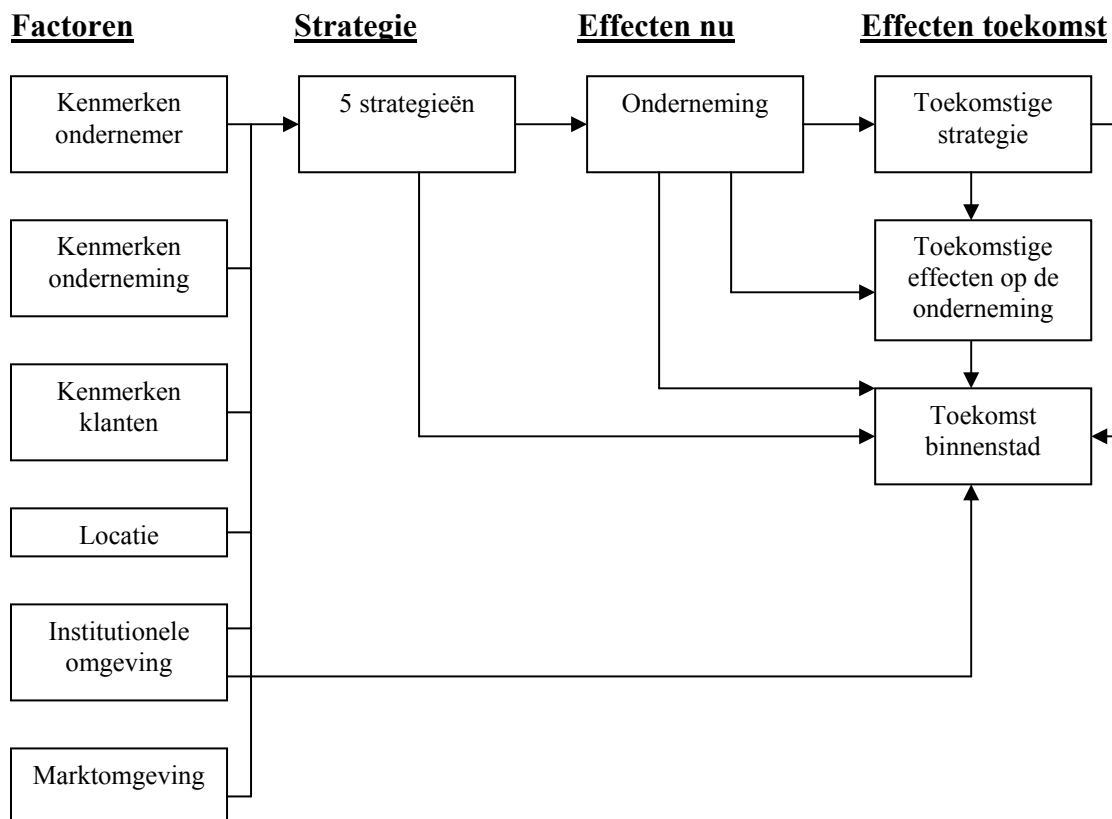 Factoren
Strategie
Effecten nu
Effecten toekomst
Kenmerken
ondernemer
Kenmerken
onderneming
Kenmerken
klanten
Locatie
Institutionele
omgeving
Marktomgeving
5 strategieën
Onderneming
Toekomstige
strategie
Toekomstige
effecten op de
onderneming
Toekomst
binnenstad